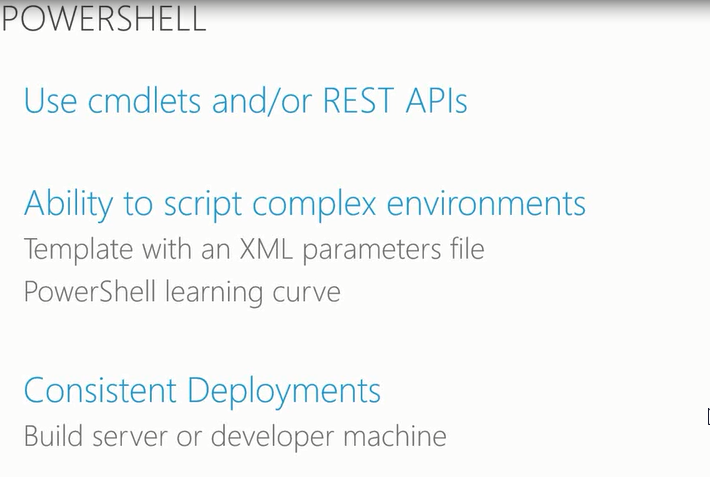 POWERSHELL
Use cmdlets and/or REST APIs
Ability to script complex environments
Template with an XML parameters file
PowerShell learning curve
Consistent Deployments
Build server or developer machine